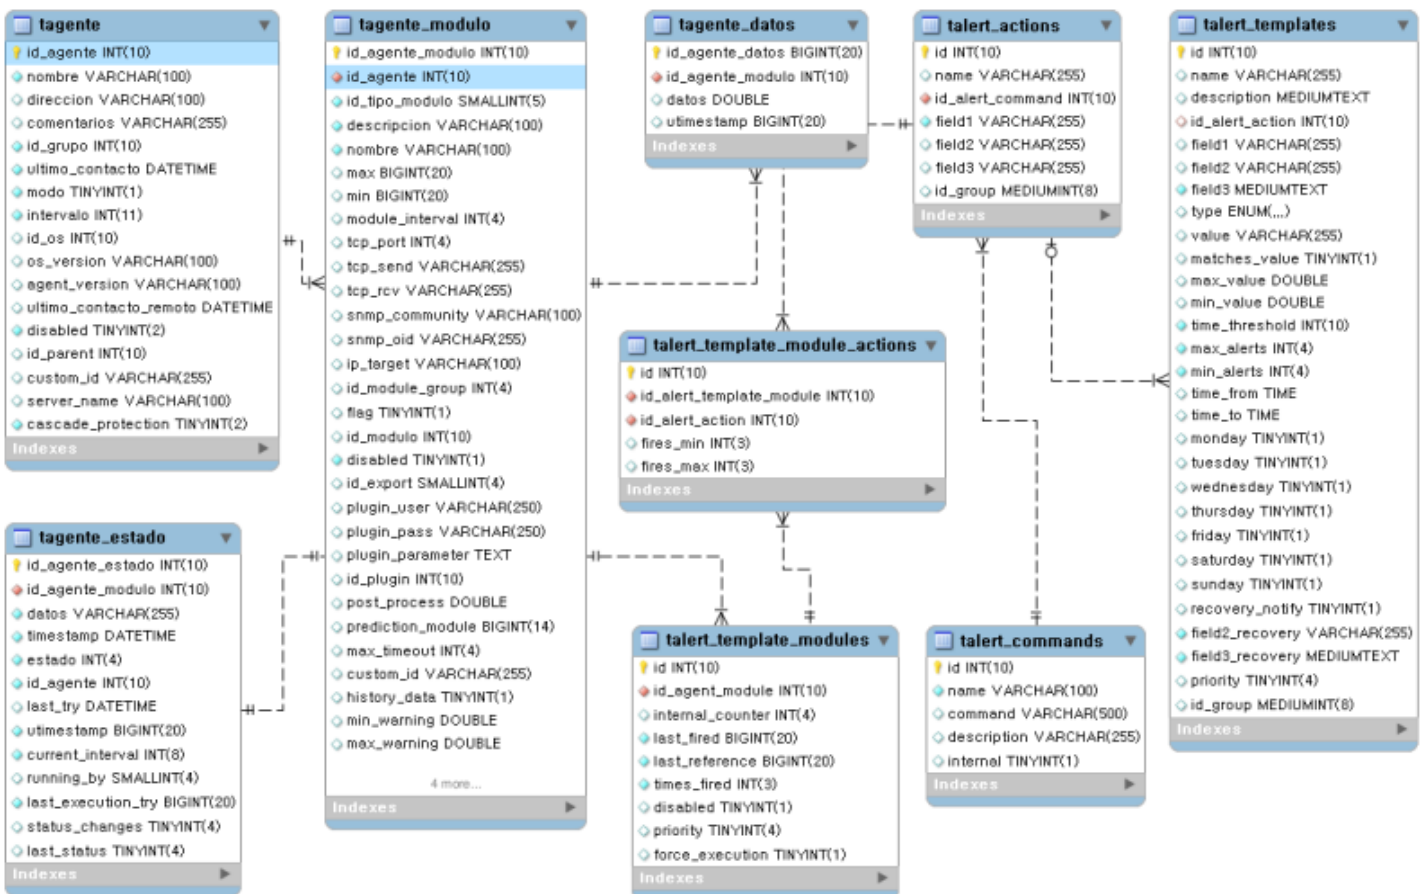 tagente
id_agente INT(10)
nombre VARCHAR(100)
direccion VARCHAR(100)
comentarios VARCHAR(255)
id_grupo INT(10)
ultimo_contacto DATETIME
modo TINYINT(1)
intervalo INT(11)
id_os INT(10)
os_version VARCHAR(100)
agent_version VARCHAR(100)
ultimo_contacto_remoto DATETIME
disabled TINYINT(2)
id_parent INT(10)
custom_id VARCHAR(255)
server_name VARCHAR(100)
cascade_protection TINYINT(2)
Indexes
tagente_estado
id_agente_estado INT(10)
id_agente_modulo INT(10)
datos VARCHAR(255)
timestamp DATETIME
estado INT(4)
id_agente INT(10)
last_try DATETIME
utimestamp BIGINT(20)
current_interval INT(8)
running_by SMALLINT(4)
last_execution_try BIGINT(20)
status_changes TINYINT(4)
last_status TINYINT(4)
Indexes
tagente_modulo
id_agente_modulo INT(10)
id_agente INT(10)
id_tipo_modulo SMALLINT(5)
descripcion VARCHAR(100)
nombre VARCHAR(100)
max BIGINT(20)
min BIGINT(20)
module_interval INT(4)
tcp_port INT(4)
tcp_send VARCHAR(255)
tcp_rcv VARCHAR(255)
snmp_community VARCHAR(100)
snmp_oid VARCHAR(255)
ip_target VARCHAR(100)
id_module_group INT(4)
flag TINYINT(1)
id_modulo INT(10)
disabled TINYINT(1)
id_export SMALLINT(4)
plugin_user VARCHAR(250)
plugin_pass VARCHAR(250)
plugin_parameter TEXT
id_plugin INT(10)
post_process DOUBLE
prediction_module BIGINT(14)
max_timeout INT(4)
custom_id VARCHAR(255)
history_data TINYINT(1)
min_warning DOUBLE
max_warning DOUBLE
4 more...
Indexes
tagente_datos
id_agente_datos BIGINT(20)
id_agente_modulo INT(10)
datos DOUBLE
utimestamp BIGINT(20)
Indexes
talert_template_module_actions
id INT(10)
id_alert_template_module INT(10)
id_alert_action INT(10)
fires_min INT(3)
fires_max INT(3)
Indexes
talert_template_modules
id INT(10)
id_agent_module INT(10)
internal_counter INT(4)
last_fired BIGINT(20)
last_reference BIGINT(20)
times_fired INT(3)
disabled TINYINT(1)
priority TINYINT(4)
force_execution TINYINT(1)
Indexes
talert_actions
id INT(10)
name VARCHAR(255)
id_alert_command INT(10)
field1 VARCHAR(255)
field2 VARCHAR(255)
field3 VARCHAR(255)
id_group MEDIUMINT(8)
Indexes
talert_commands
id INT(10)
name VARCHAR(100)
command VARCHAR(500)
description VARCHAR(255)
internal TINYINT(1)
Indexes
talert_templates
id INT(10)
name VARCHAR(255)
description MEDIUMTEXT
id_alert_action INT(10)
field1 VARCHAR(255)
field2 VARCHAR(255)
field3 MEDIUMTEXT
type ENUM(...)
value VARCHAR(255)
matches_value TINYINT(1)
max_value DOUBLE
min_value DOUBLE
time_threshold INT(10)
max_alerts INT(4)
min_alerts INT(4)
time_from TIME
time_to TIME
monday TINYINT(1)
tuesday TINYINT(1)
wednesday TINYINT(1)
thursday TINYINT(1)
friday TINYINT(1)
saturday TINYINT(1)
sunday TINYINT(1)
recovery_notify TINYINT(1)
field2_recovery VARCHAR(255)
field3_recovery MEDIUMTEXT
priority TINYINT(4)
id_group MEDIUMINT(8)
Indexes